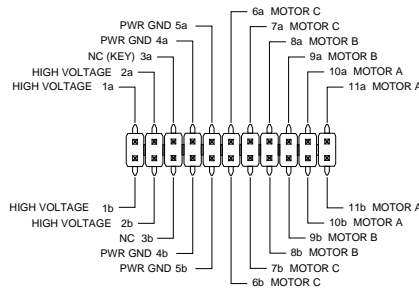 6a MOTOR C
PWR GND 5a 7a MOTOR C
PWR GND 4a 8a MOTOR B
NC (KEY) 3a 9a MOTOR B
HIGH VOLTAGE 2a 10a MOTOR A
HIGH VOLTAGE 1a 11a MOTOR A
HIGH VOLTAGE 1b 11b MOTOR A
HIGH VOLTAGE 2b 10b MOTOR A
NC 3b 9b MOTOR B
PWR GND 4b 8b MOTOR B
PWR GND 5b 7b MOTOR C
6b MOTOR C